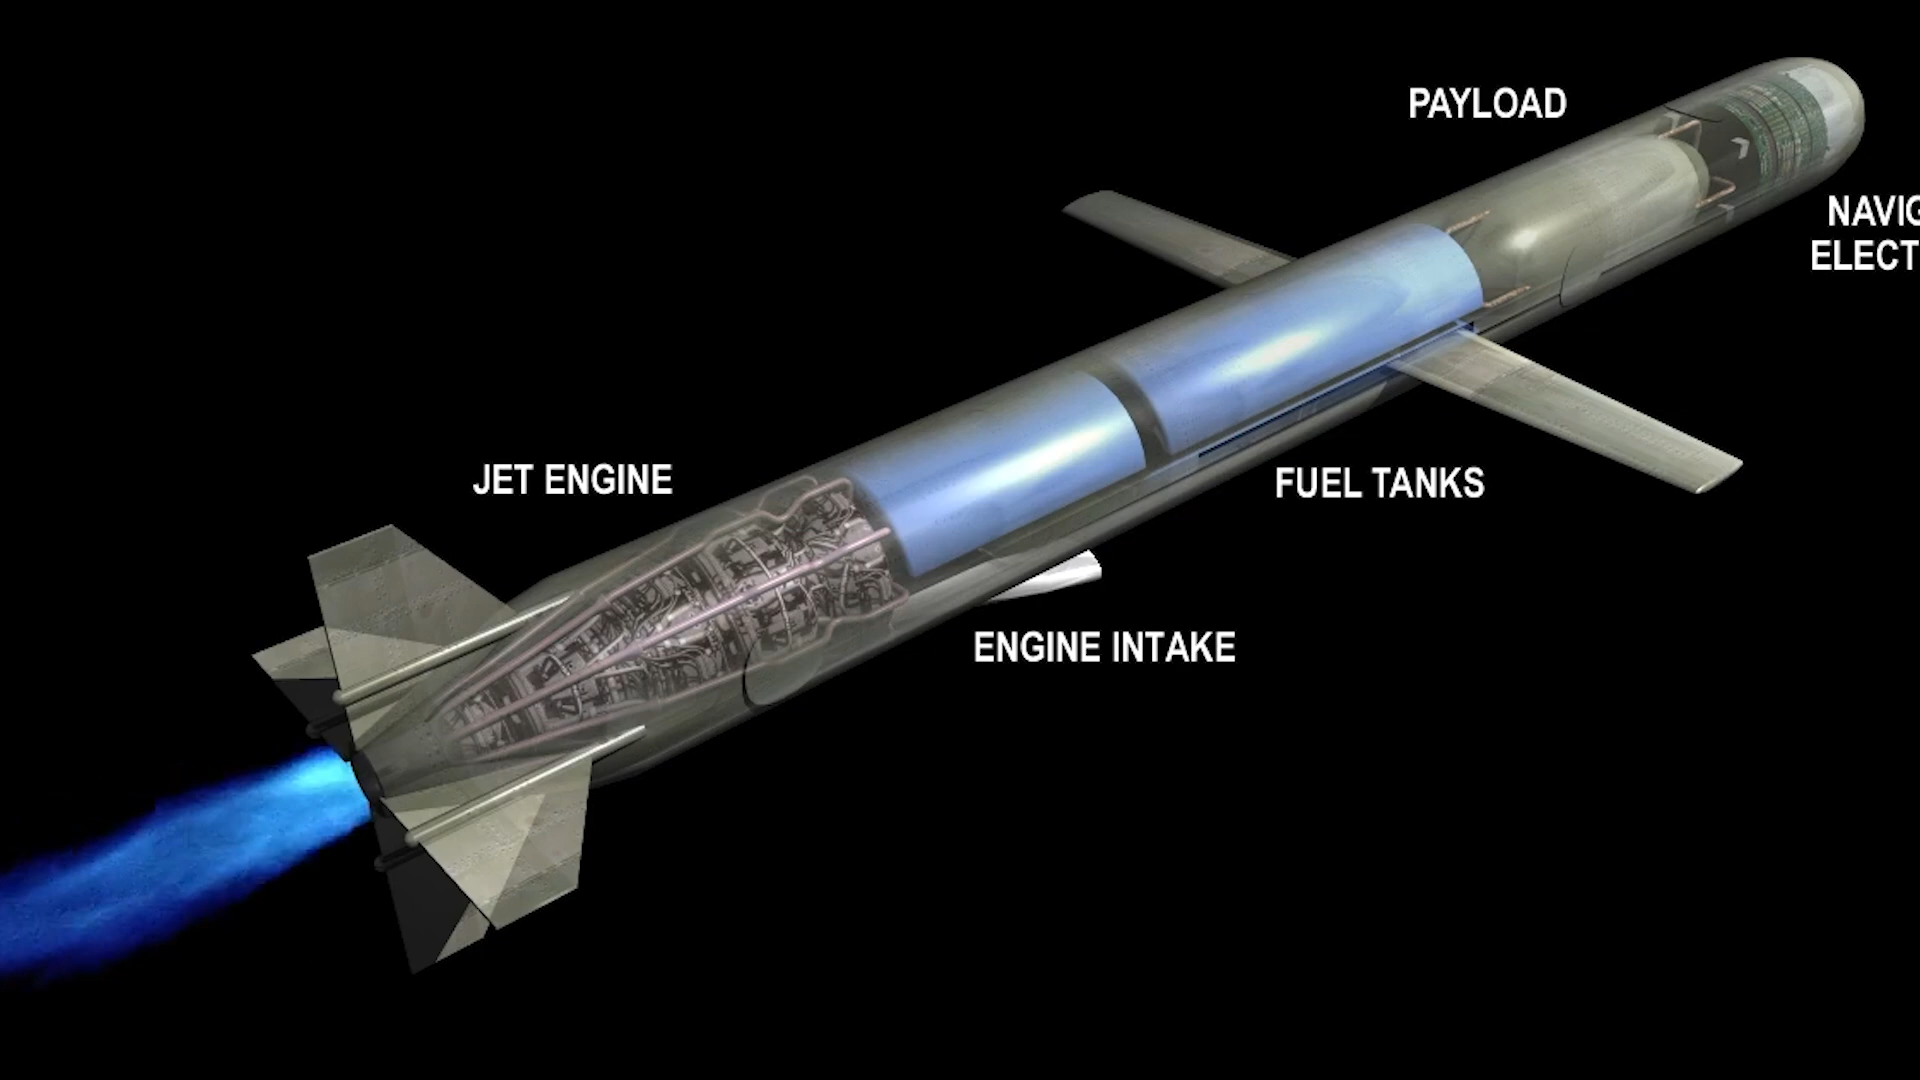 PAYLOAD
NAVIG
ELECT
JET ENGINE
FUEL TANKS
ENGINE INTAKE